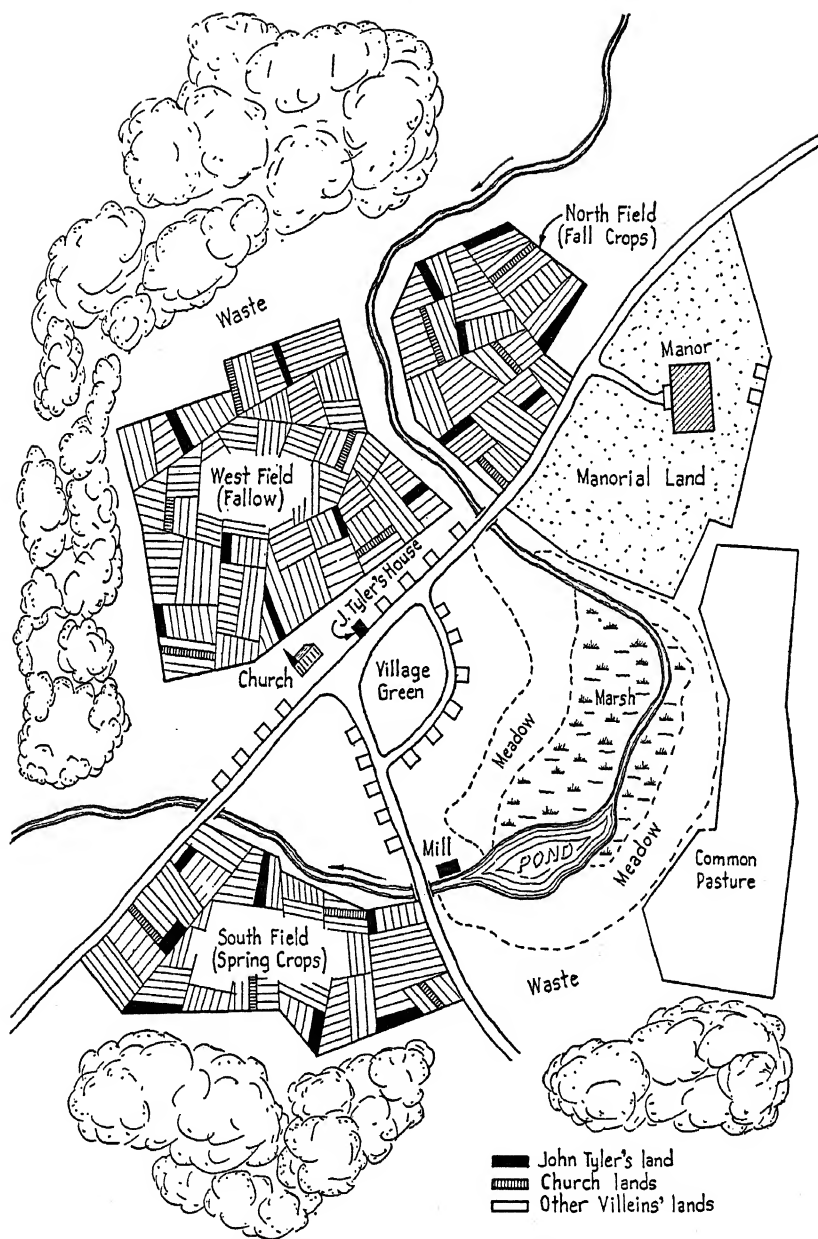 North Field
(Fall Crops)
Waste
Manor
Manorial Land
West Field
(Fallow)
J. Tyler's House
Church
Village
Green
Marsh
Meadow
Mill
POND
Meadow
Common
Pasture
South Field
(Spring Crops)
Waste
John Tyler's land
Church lands
Other Villeins' lands